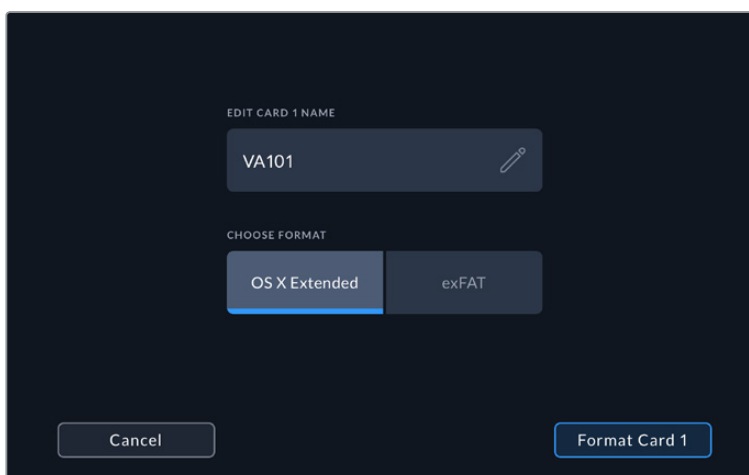 EDIT CARD 1 NAME
VA101
CHOOSE FORMAT
OS X Extended exFAT
Cancel Format Card 1